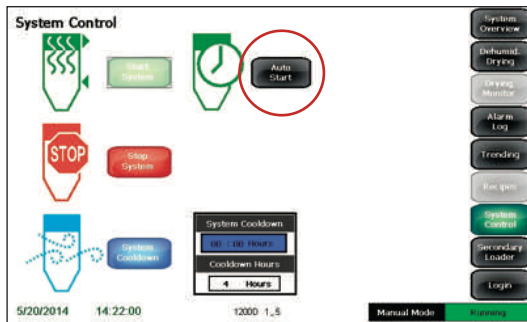 System Control
Start
System
Auto
Start
STOP
Stop
System
System
Cooldown
System Cooldown
00 : 00 Hours
Cooldown Hours
4 Hours
System
Overview
Dehumid.
Drying
Drying
Monitor
Alarm
Log
Trending
Recipes
System
Control
Secondary
Loader
Login
5/20/2014 14:22:00 1200D 1_5 Manual Mode Running